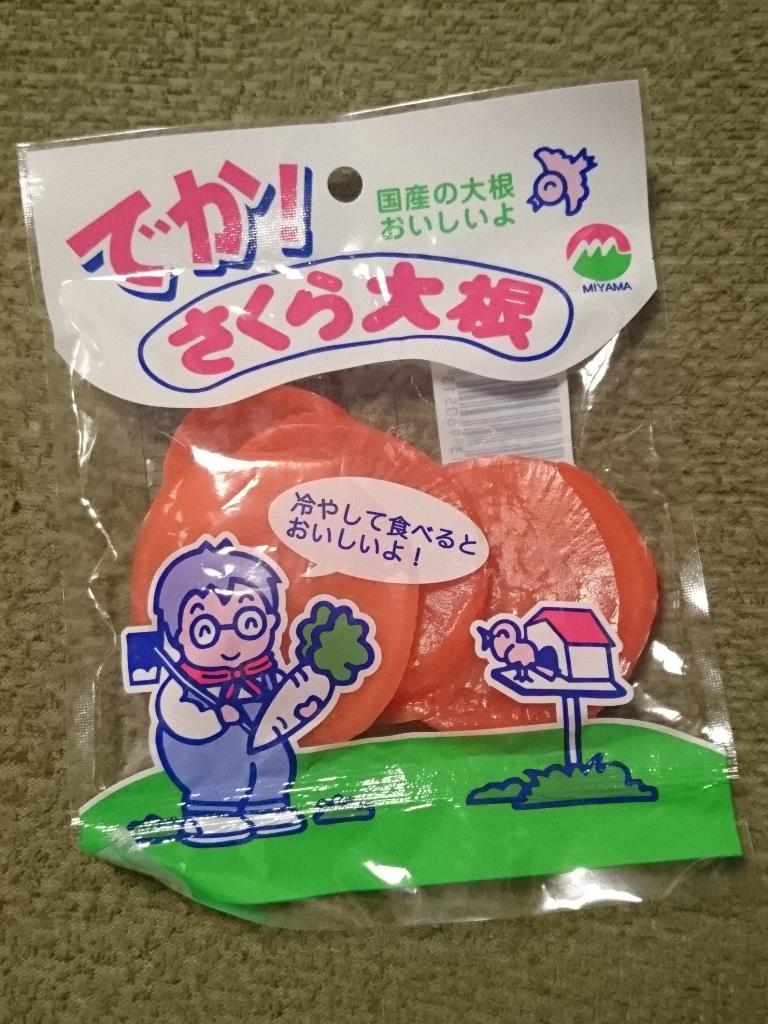 でか!
国産の大根
おいしいよ
さくら大根
MIYAMA
冷やして食べると
おいしいよ!